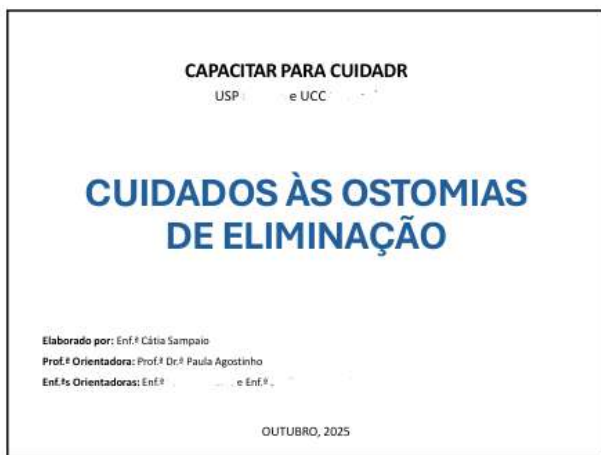 CAPACITAR PARA CUIDADR
USP e UCC
CUIDADOS ÀS OSTOMIAS
DE ELIMINAÇÃO
Elaborado por: Enf.ª Cátia Sampaio
Prof.ª Orientadora: Prof.ª Dr.ª Paula Agostinho
Enf.ªs Orientadoras: Enf.ª e Enf.ª
OUTUBRO, 2025